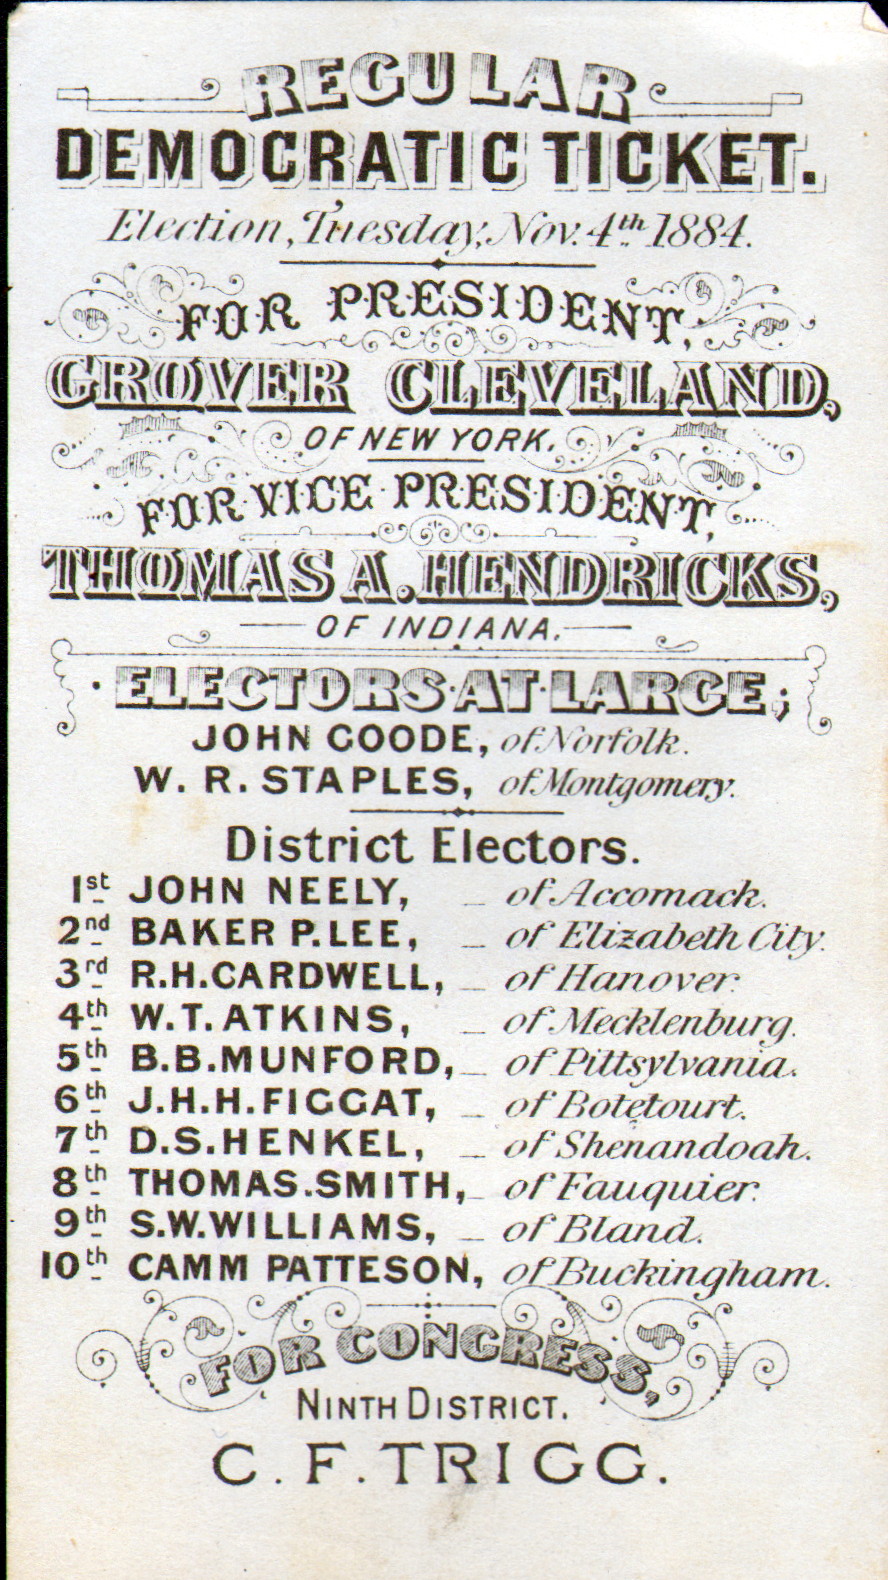 REGULAR
DEMOCRATIC TICKET.
Election, Tuesday, Nov. 4th 1884.
FOR PRESIDENT,
GROVER CLEVELAND,
OF NEW YORK.
FOR VICE PRESIDENT,
THOMAS A. HENDRICKS,
OF INDIANA.
ELECTORS AT LARGE;
JOHN GOODE, of Norfolk.
W. R. STAPLES, of Montgomery.
District Electors.
1st JOHN NEELY, _ of Accomack.
2nd BAKER P. LEE, _ of Elizabeth City.
3rd R.H. CARDWELL, _ of Hanover.
4th W.T. ATKINS, _ of Mecklenburg.
5th B.B. MUNFORD, _ of Pittsylvania.
6th J.H.H. FIGGAT, _ of Botetourt.
7th D.S. HENKEL, _ of Shenandoah.
8th THOMAS. SMITH, _ of Fauquier.
9th S.W. WILLIAMS, _ of Bland.
10th CAMM PATTESON, of Buckingham.
FOR CONGRESS,
NINTH DISTRICT.
C. F. TRIGG.